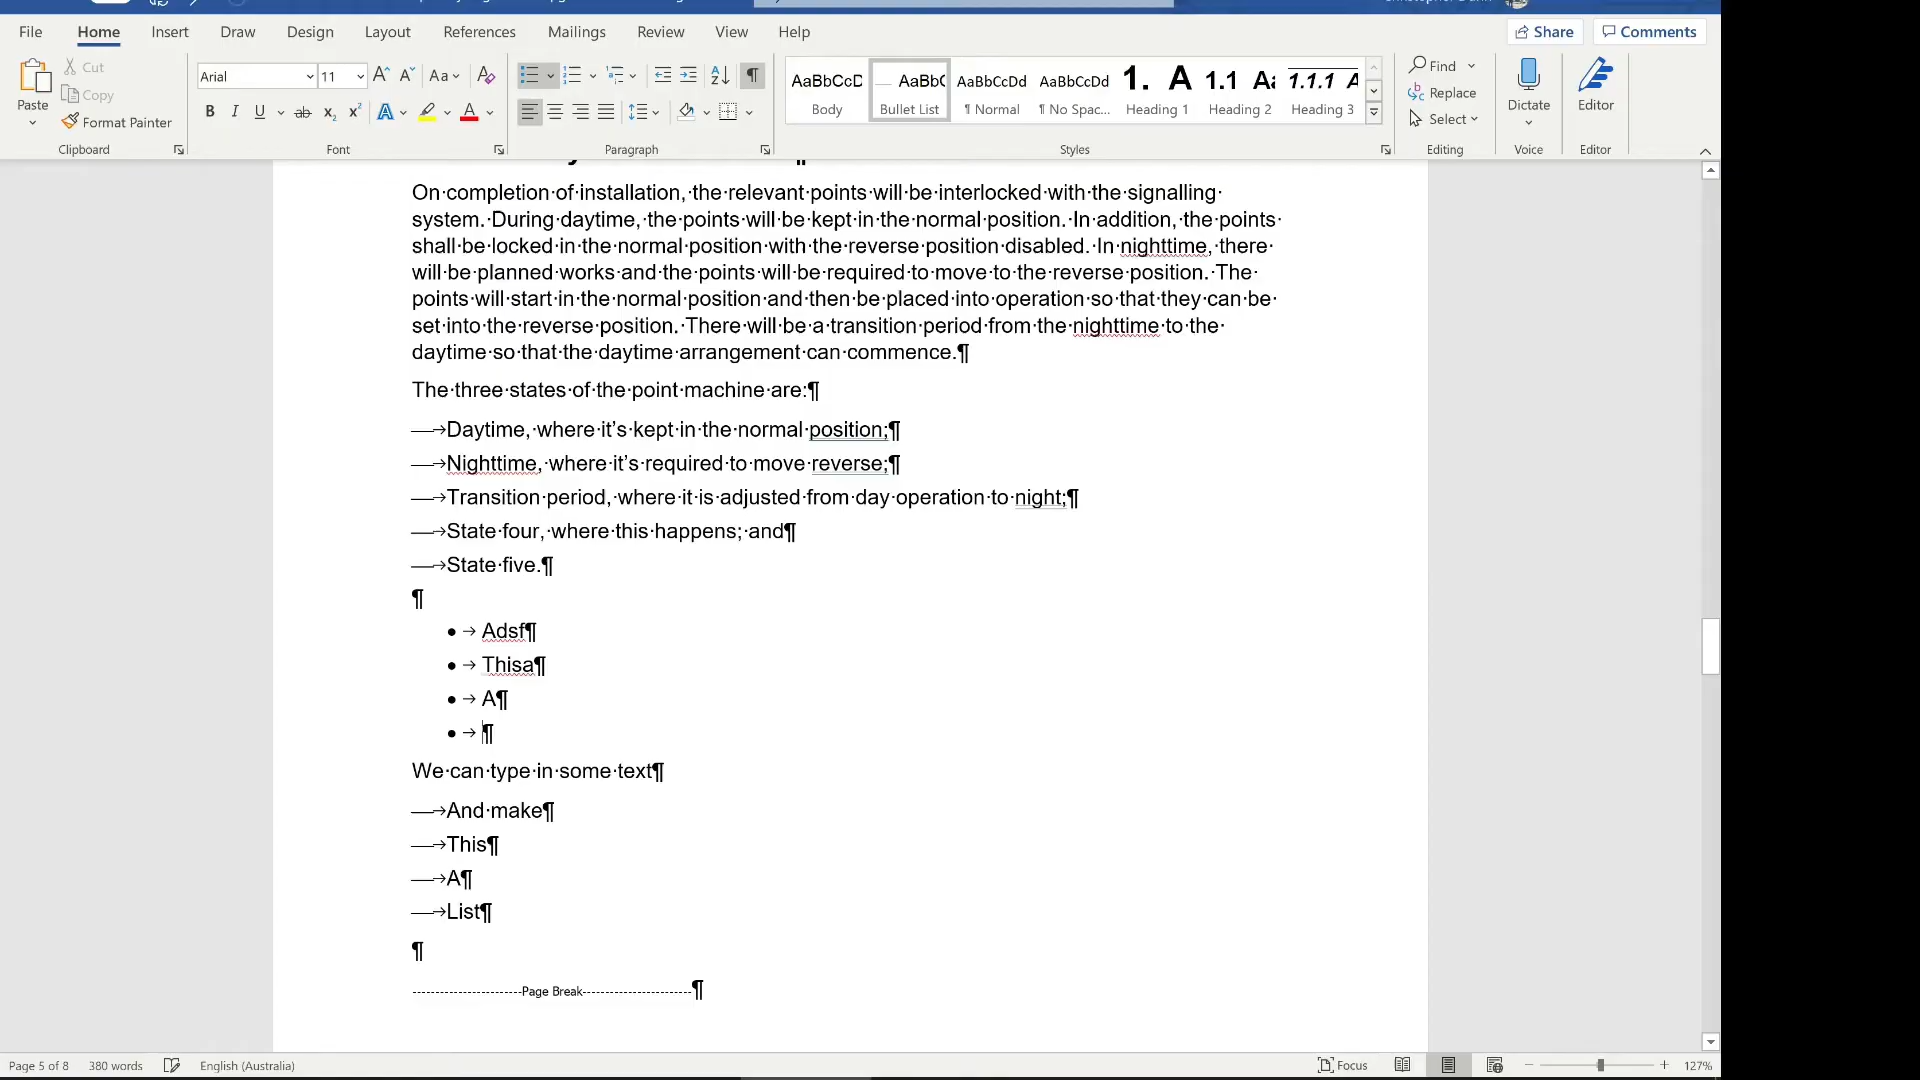 File Home Insert Draw Design Layout References Mailings Review View Help Share Comments
Paste
Cut
Copy
Format Painter
Clipboard
Arial 11
Font
Paragraph
AaBbCcD AaBbC AaBbCcDd AaBbCcDd 1. A 1.1 Aa 1.1.1 A
Body Bullet List ¶ Normal ¶ No Spac... Heading 1 Heading 2 Heading 3
Styles
Find
Replace
Select
Editing
Dictate
Voice
Editor
Editor
On completion of installation, the relevant points will be interlocked with the signalling
system. During daytime, the points will be kept in the normal position. In addition, the points
shall be locked in the normal position with the reverse position disabled. In nighttime, there
will be planned works and the points will be required to move to the reverse position. The
points will start in the normal position and then be placed into operation so that they can be
set into the reverse position. There will be a transition period from the nighttime to the
daytime so that the daytime arrangement can commence.¶
The three states of the point machine are:¶
Daytime, where it’s kept in the normal position;¶
Nighttime, where it’s required to move reverse;¶
Transition period, where it is adjusted from day operation to night;¶
State four, where this happens; and¶
State five.¶
¶
• Adsf¶
• Thisa¶
• A¶
• ¶
We can type in some text¶
And make¶
This¶
A¶
List¶
¶
Page Break¶
Page 5 of 8 380 words English (Australia) Focus 127%